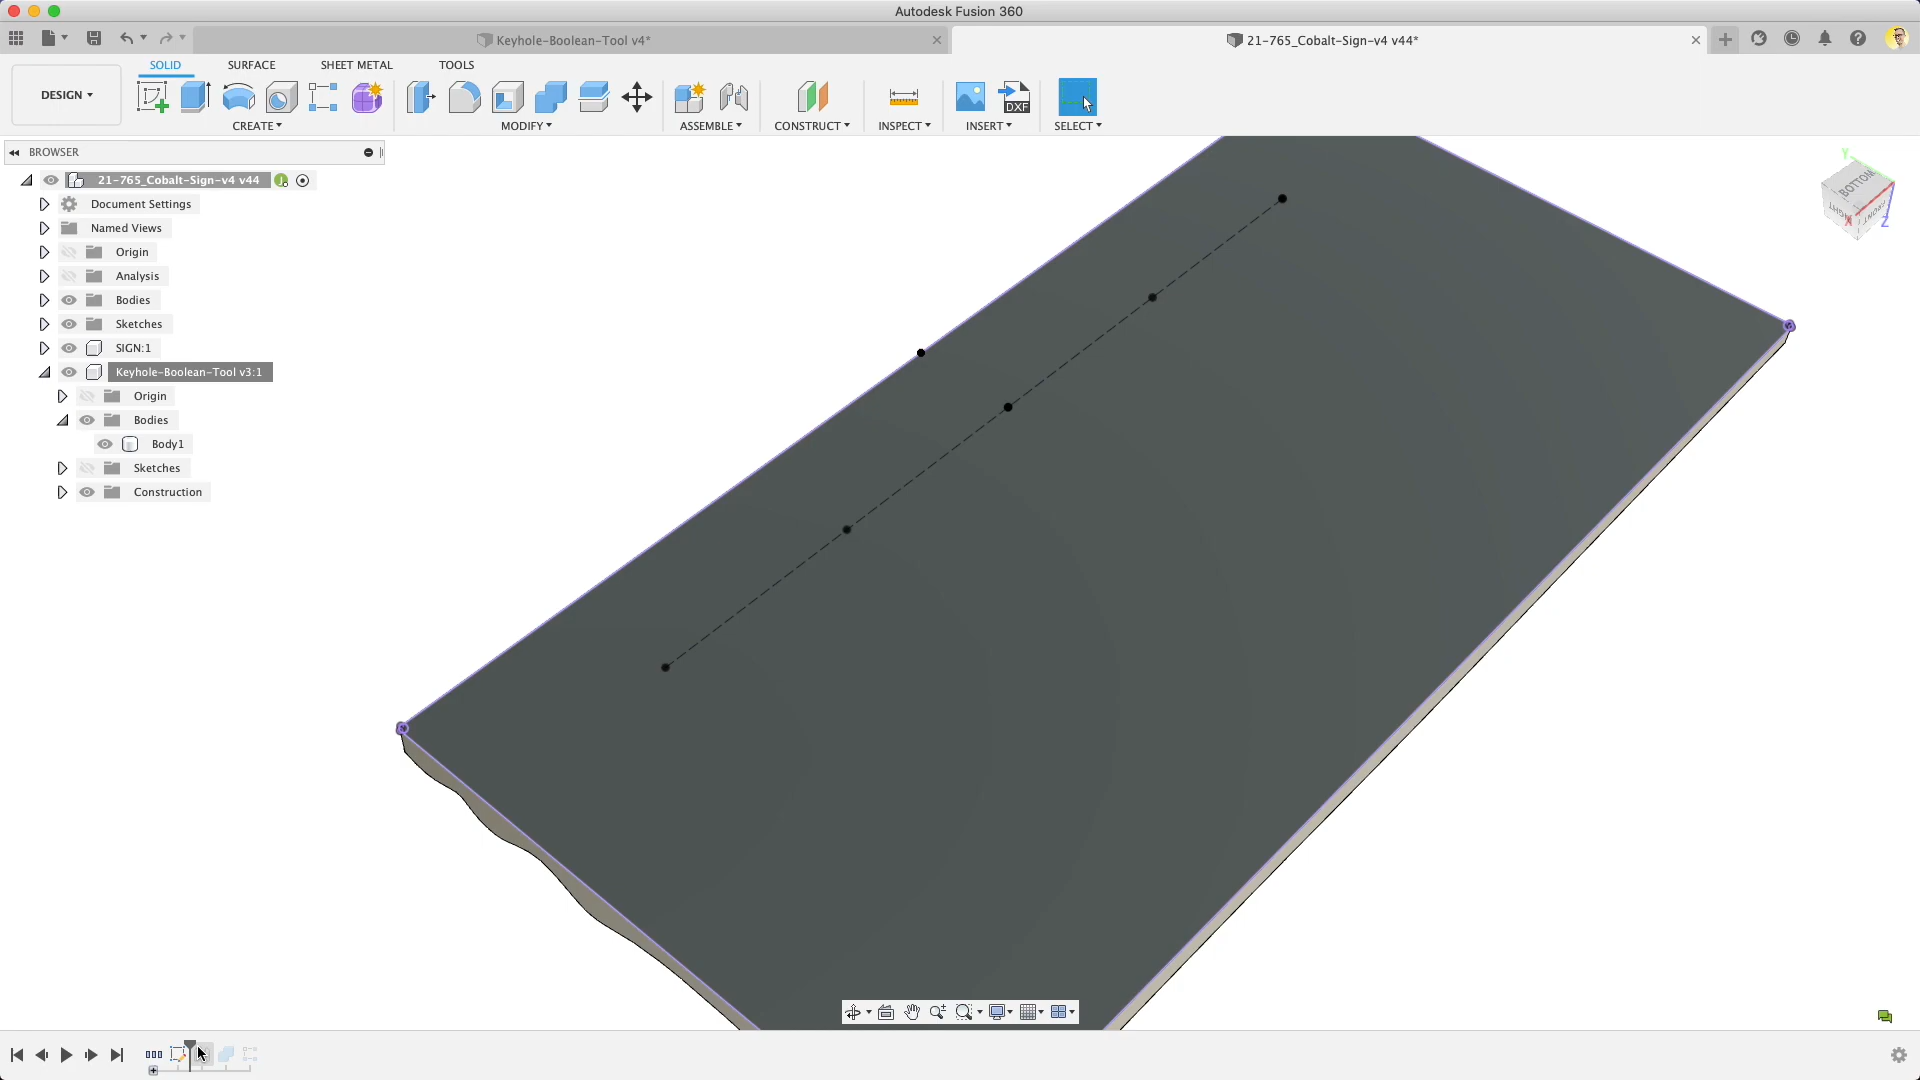 Autodesk Fusion 360
Keyhole-Boolean-Tool v4*
21-765_Cobalt-Sign-v4 v44*
SOLID
SURFACE
SHEET METAL
TOOLS
DESIGN
CREATE
MODIFY
ASSEMBLE
CONSTRUCT
INSPECT
INSERT
SELECT
DXF
BROWSER
21-765_Cobalt-Sign-v4 v44
Document Settings
Named Views
Origin
Analysis
Bodies
Sketches
SIGN:1
Keyhole-Boolean-Tool v3:1
Origin
Bodies
Body1
Sketches
Construction
Y
BOTTOM
RIGHT
FRONT
X
Z